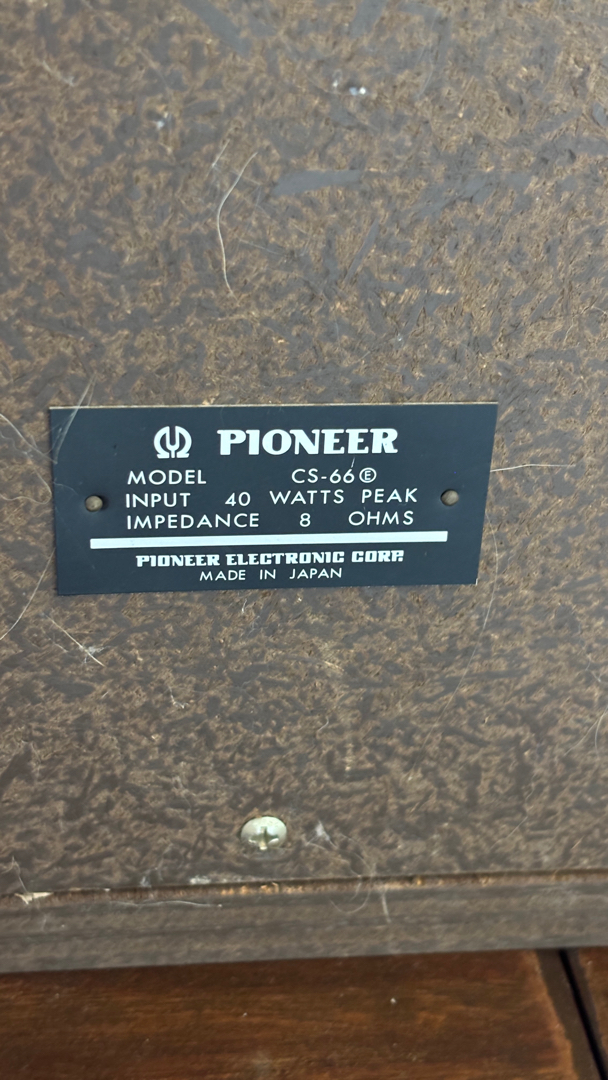 PIONEER
MODEL CS-66Ⓔ
INPUT 40 WATTS PEAK
IMPEDANCE 8 OHMS
PIONEER ELECTRONIC CORP.
MADE IN JAPAN